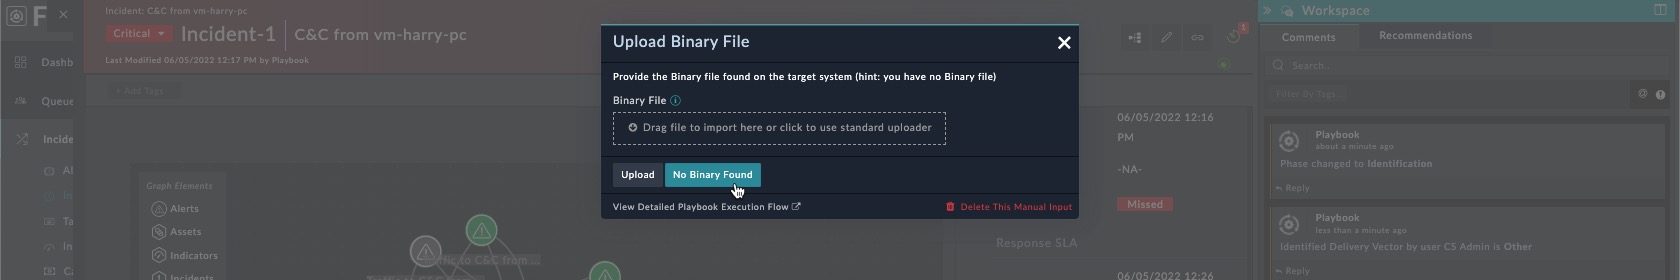 F
Dashb
Queue
Incide
Al
In
Ta
In
Ca
Incident: C&C from vm-harry-pc
Critical
Incident-1
C&C from vm-harry-pc
Last Modified 06/05/2022 12:17 PM by Playbook
+ Add Tags
Graph Elements
Alerts
Assets
Indicators
Incidents
Upload Binary File
Provide the Binary file found on the target system (hint: you have no Binary file)
Binary File
Drag file to import here or click to use standard uploader
Upload
No Binary Found
View Detailed Playbook Execution Flow
Delete This Manual Input
1
06/05/2022 12:16
PM
-NA-
Missed
Response SLA
06/05/2022 12:26
Workspace
Comments
Recommendations
Search..
Filter By Tags...
@
Playbook
about a minute ago
Phase changed to Identification
Reply
Playbook
less than a minute ago
Identified Delivery Vector by user CS Admin is Other
Reply